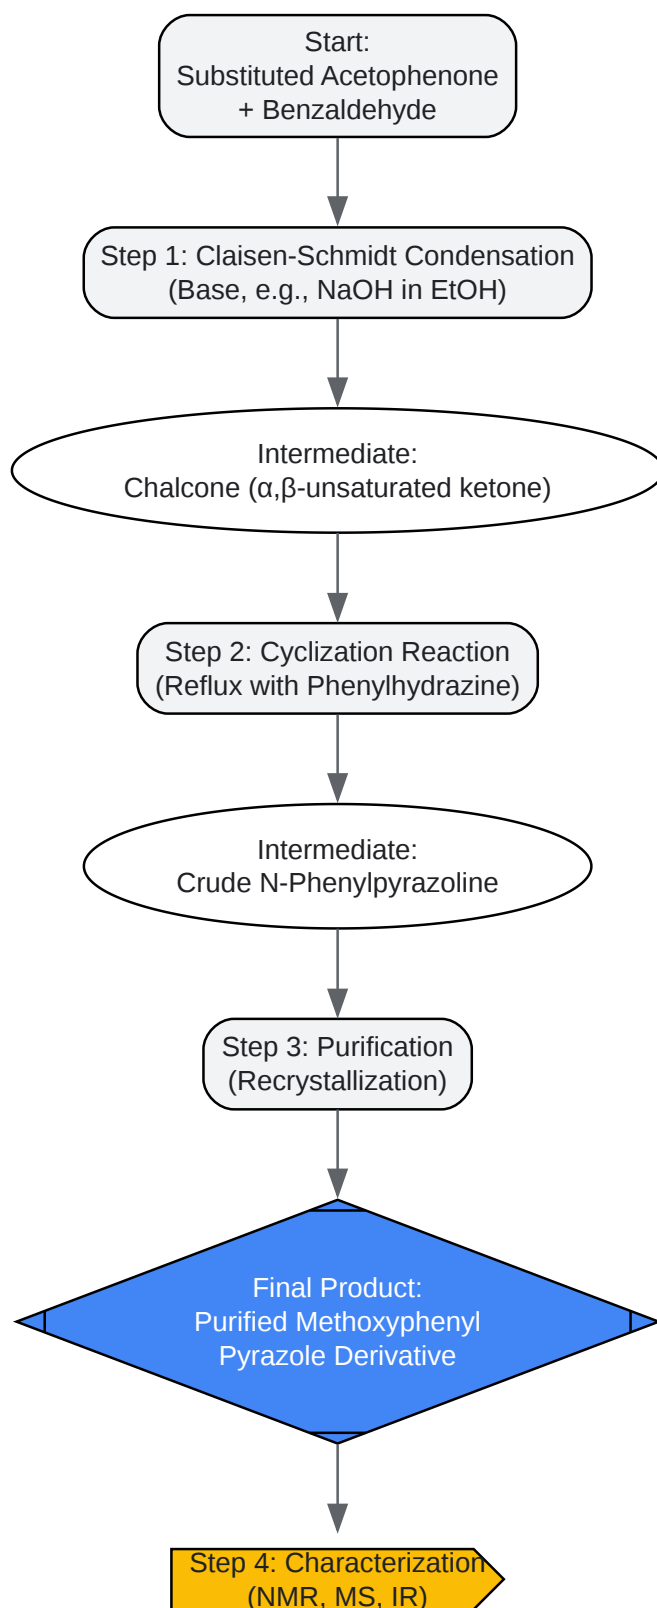 Start:
Substituted Acetophenone
+ Benzaldehyde
Step 1: Claisen-Schmidt Condensation
(Base, e.g., NaOH in EtOH)
Intermediate:
Chalcone (α,β-unsaturated ketone)
Step 2: Cyclization Reaction
(Reflux with Phenylhydrazine)
Intermediate:
Crude N-Phenylpyrazoline
Step 3: Purification
(Recrystallization)
Final Product:
Purified Methoxyphenyl
Pyrazole Derivative
Step 4: Characterization
(NMR, MS, IR)